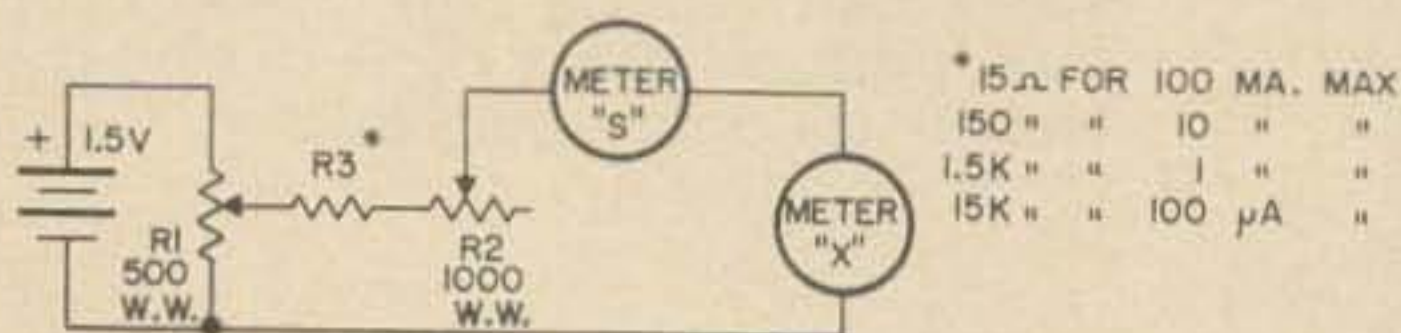 + 1.5V
R1
500
W.W.
R3 *
R2
1000
W.W.
METER
"S"
METER
"X"
* 15 Ω FOR 100 MA. MAX
150 " " 10 " "
1.5K " " 1 " "
15K " " 100 μA "